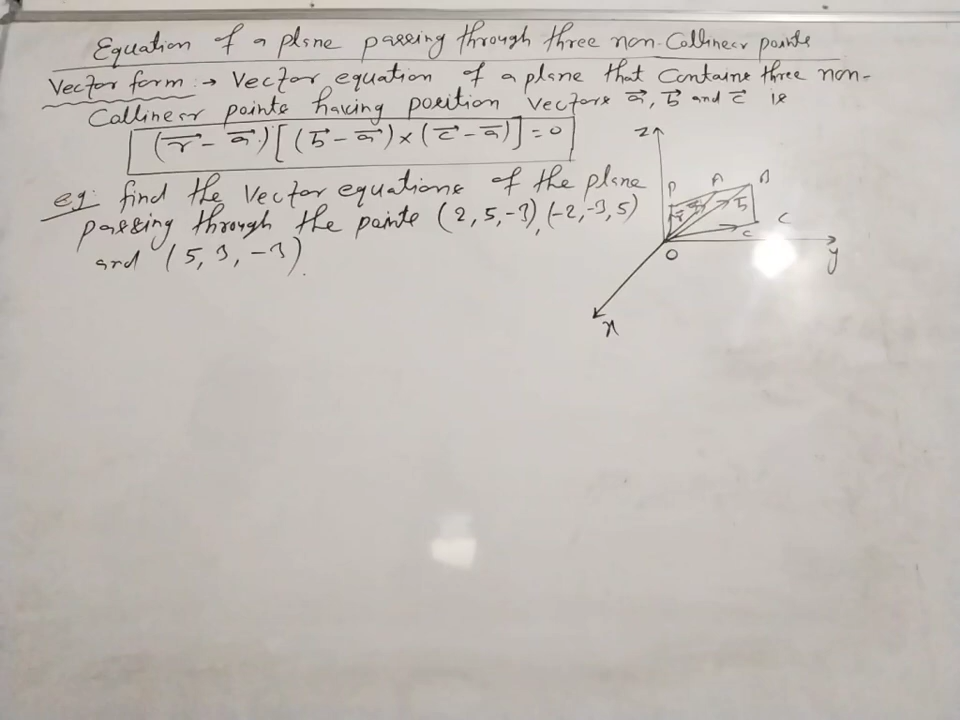 Equation of a plane passing through three non-Collinear points
Vector form :→ Vector equation of a plane that Contains three non-
Collinear points having position vectors a⃗, b⃗ and c⃗ is
(r⃗ - a⃗).[(b⃗ - a⃗) × (c⃗ - a⃗)] = 0
eg: find the vector equations of the plane
passing through the points (2, 5, -3), (-2, -3, 5)
and (5, 3, -3).
Z
P A B
r⃗ a⃗ b⃗
c C
O
y
x